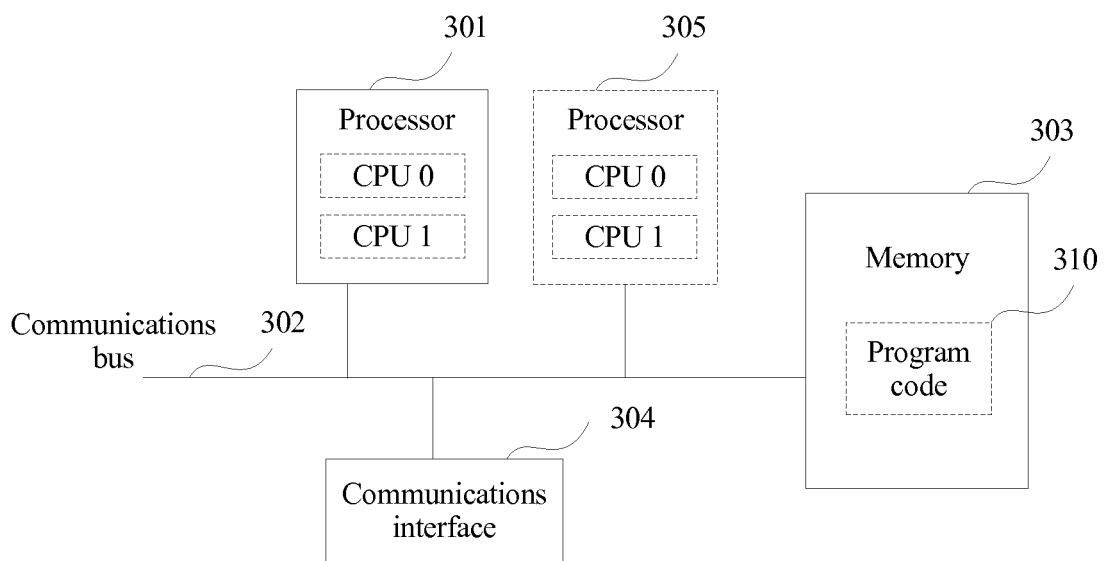 301
305
Processor
CPU 0
CPU 1
Processor
CPU 0
CPU 1
303
Memory
310
Program
code
Communications
bus
302
304
Communications
interface